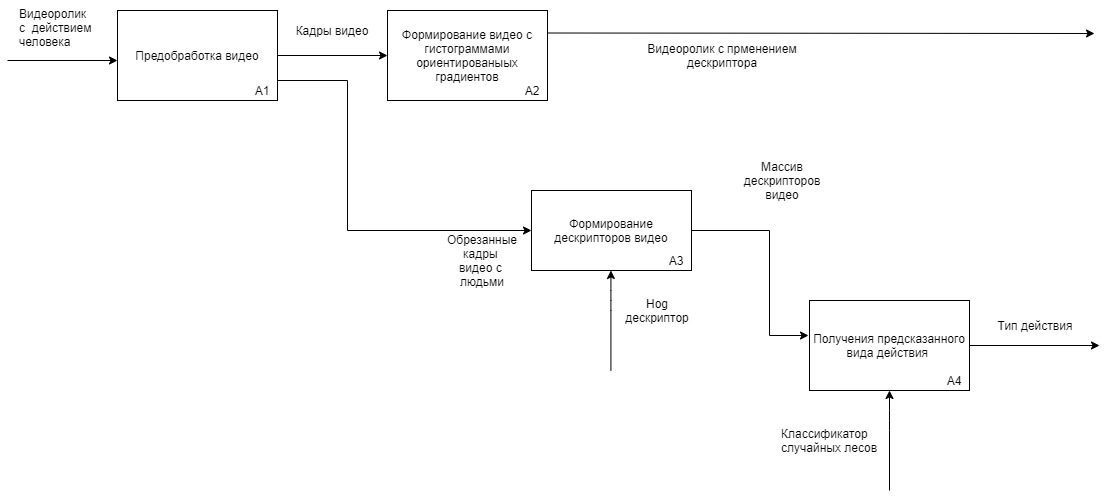 Видеоролик
с действием
человека
Предобработка видео
A1
Кадры видео
Формирование видео с
гистограммами
ориентированыых
градиентов
A2
Видеоролик с прменением
дескриптора
Обрезанные
кадры
видео с
людьми
Формирование
дескрипторов видео
A3
Hog
дескриптор
Массив
дескрипторов
видео
Получения предсказанного
вида действия
A4
Тип действия
Классификатор
случайных лесов